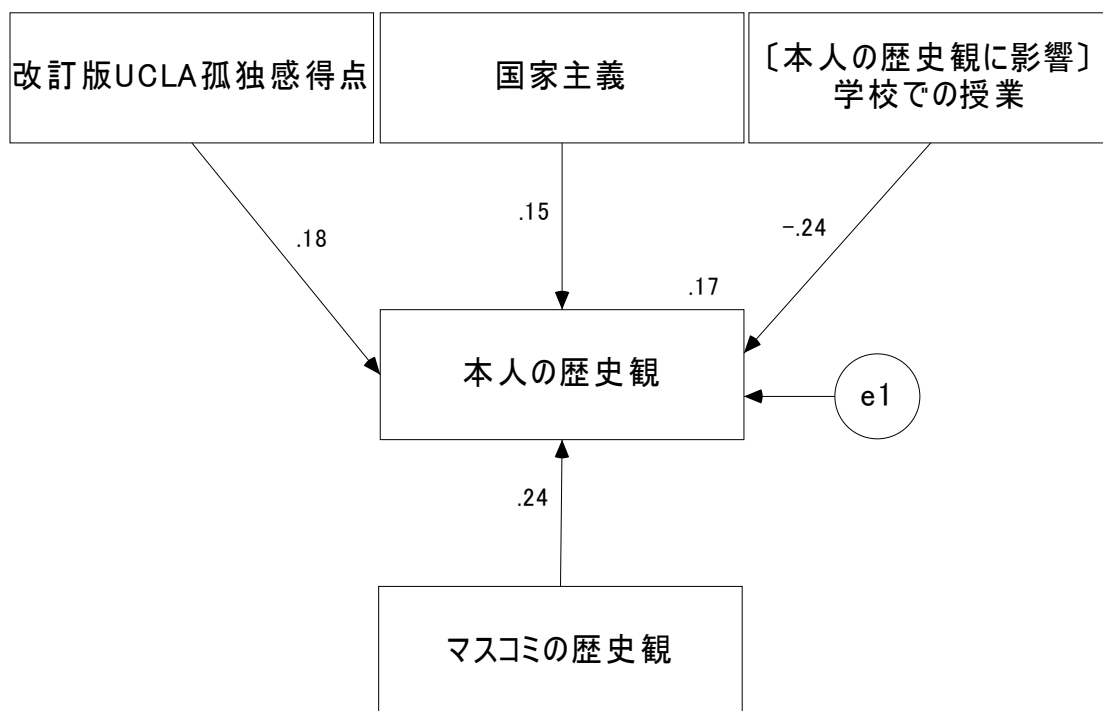 改訂版UCLA孤独感得点
国家主義
〔本人の歴史観に影響〕
学校での授業
.18
.15
-.24
.17
本人の歴史観
e1
.24
マスコミの歴史観